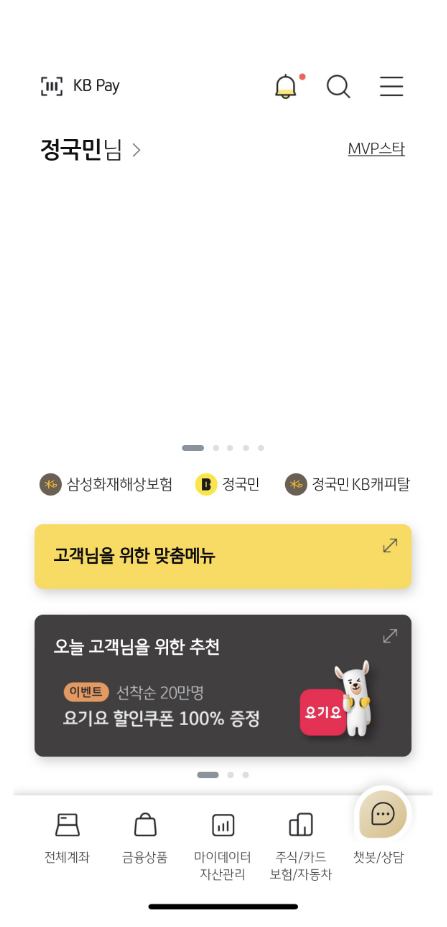 KB Pay
정국민님
MVP스타
삼성화재해상보험
정국민
정국민 KB캐피탈
고객님을 위한 맞춤메뉴
오늘 고객님을 위한 추천
이벤트 선착순 20만명
요기요 할인쿠폰 100% 증정
요기요
전체계좌
금융상품
마이데이터
자산관리
주식/카드
보험/자동차
챗봇/상담